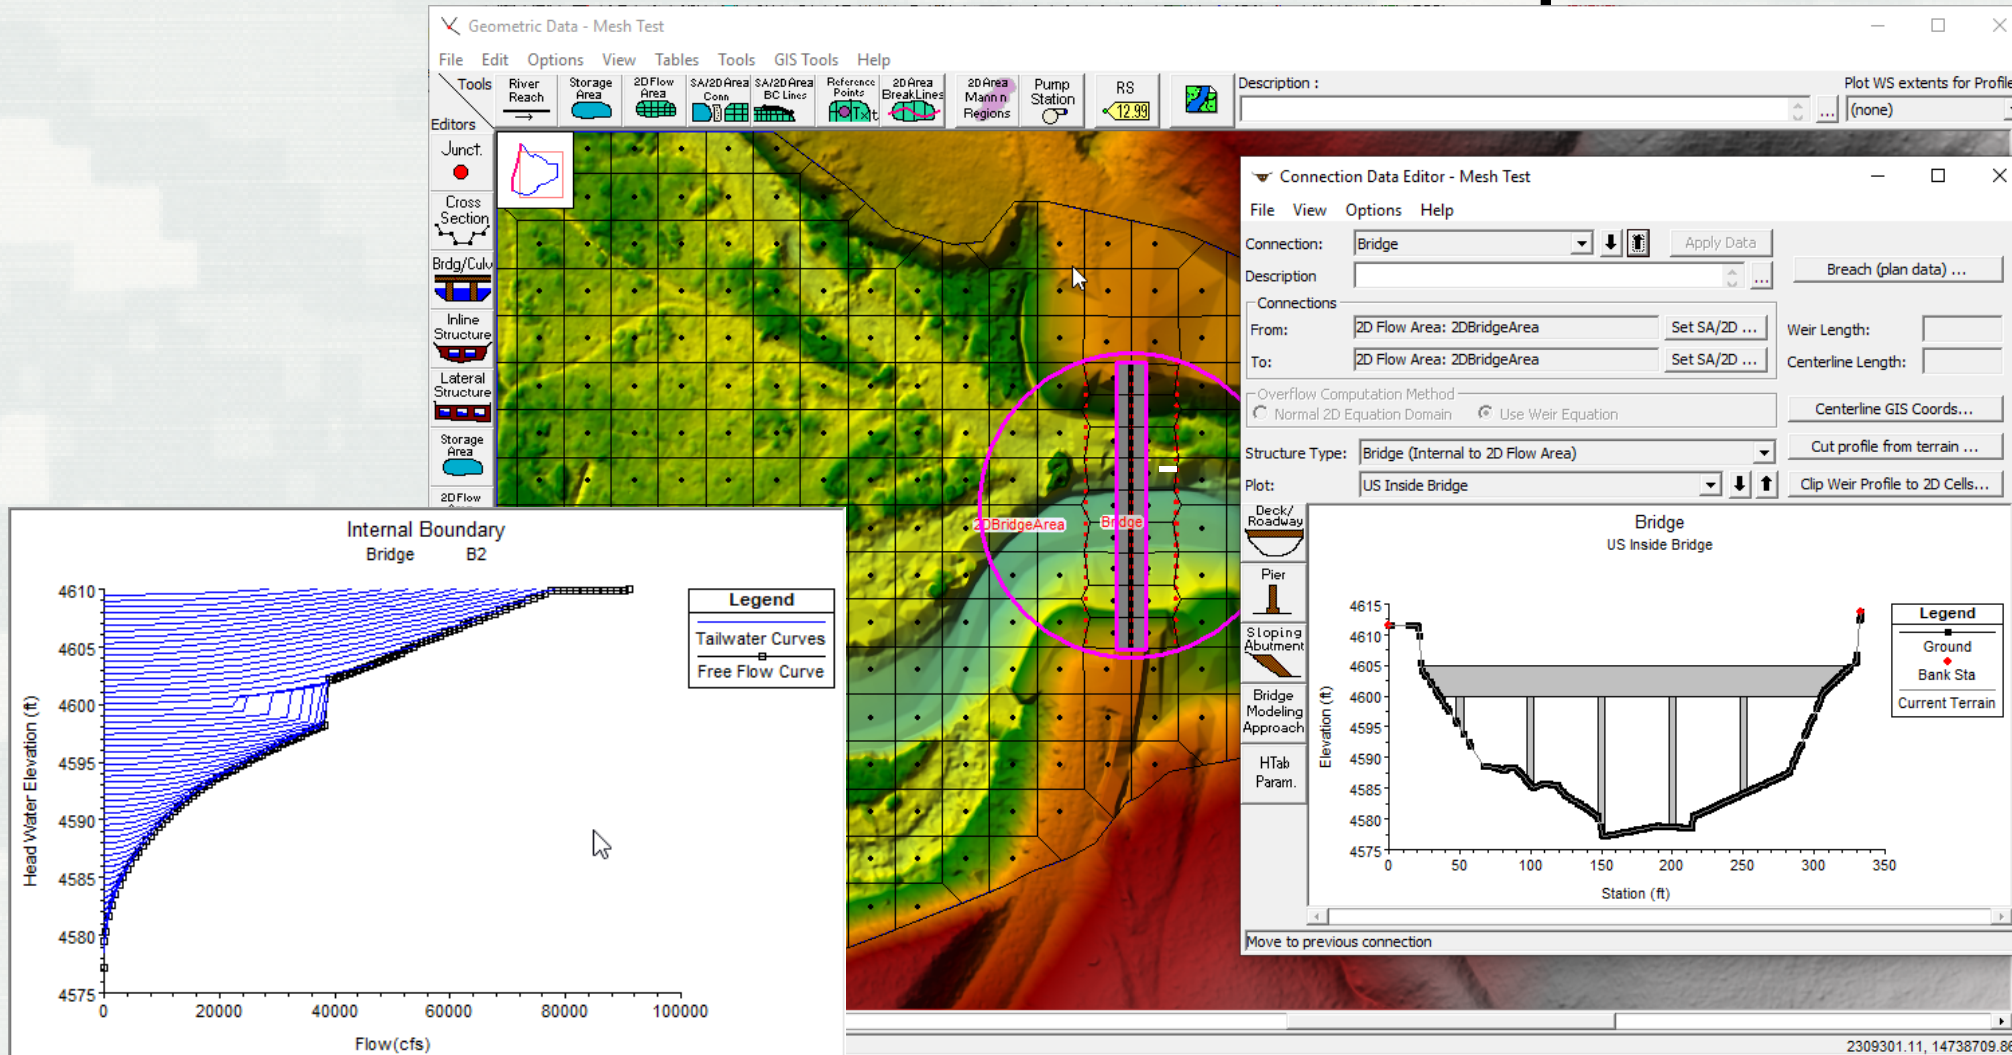 Geometric Data - Mesh Test
File Edit Options View Tables Tools GIS Tools Help
Tools
Editors
River
Reach
Storage
Area
2D Flow
Area
SA/2D Area
Conn
SA/2D Area
BC Lines
Reference
Points
2D Area
BreakLines
2D Area
Mann n
Regions
Pump
Station
RS
12.99
Description :
...
Plot WS extents for Profile
(none)
Junct.
Cross
Section
Brdg/Culv
Inline
Structure
Lateral
Structure
Storage
Area
2D Flow
2DBridgeArea
Bridge
Connection Data Editor - Mesh Test
File View Options Help
Connection: Bridge
Apply Data
Description
...
Breach (plan data) ...
Connections
From: 2D Flow Area: 2DBridgeArea Set SA/2D ...
Weir Length:
To: 2D Flow Area: 2DBridgeArea Set SA/2D ...
Centerline Length:
Overflow Computation Method
Normal 2D Equation Domain Use Weir Equation
Centerline GIS Coords...
Structure Type: Bridge (Internal to 2D Flow Area)
Cut profile from terrain ...
Plot: US Inside Bridge
Clip Weir Profile to 2D Cells...
Deck/
Roadway
Pier
Sloping
Abutment
Bridge
Modeling
Approach
HTab
Param.
Bridge
US Inside Bridge
Elevation (ft)
4615
4610
4605
4600
4595
4590
4585
4580
4575
0 50 100 150 200 250 300 350
Station (ft)
Legend
Ground
Bank Sta
Current Terrain
Move to previous connection
Internal Boundary
Bridge B2
Head Water Elevation (ft)
4610
4605
4600
4595
4590
4585
4580
4575
0 20000 40000 60000 80000 100000
Flow(cfs)
Legend
Tailwater Curves
Free Flow Curve